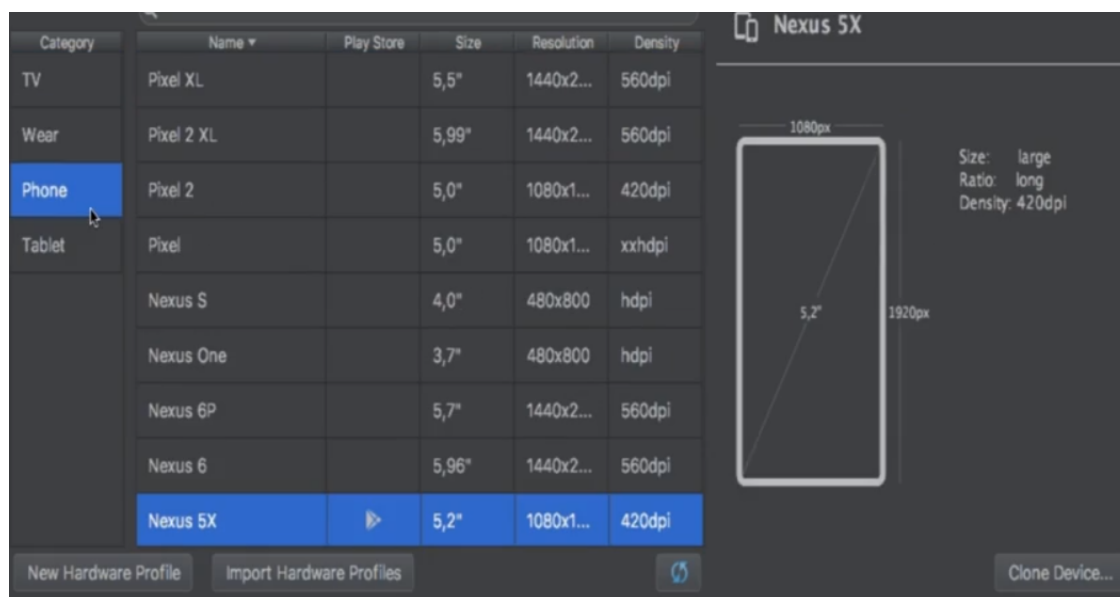 Nexus 5X
Category Name Play Store Size Resolution Density
TV Pixel XL 5,5" 1440x2... 560dpi
Wear Pixel 2 XL 5,99" 1440x2... 560dpi
Phone Pixel 2 5,0" 1080x1... 420dpi
Tablet Pixel 5,0" 1080x1... xxhdpi
Nexus S 4,0" 480x800 hdpi
Nexus One 3,7" 480x800 hdpi
Nexus 6P 5,7" 1440x2... 560dpi
Nexus 6 5,96" 1440x2... 560dpi
Nexus 5X 5,2" 1080x1... 420dpi
1080px
5,2" 1920px
Size: large
Ratio: long
Density: 420dpi
New Hardware Profile Import Hardware Profiles Clone Device...